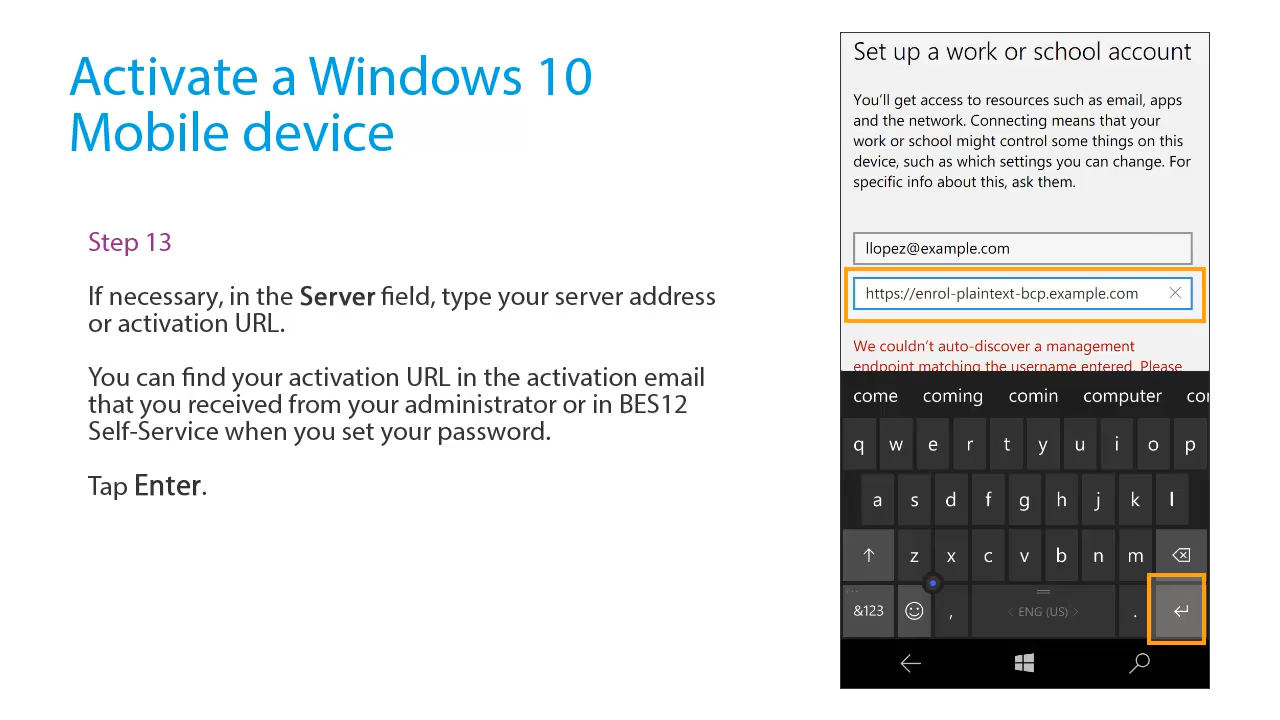 Activate a Windows 10
Mobile device
Step 13
If necessary, in the Server field, type your server address
or activation URL.
You can find your activation URL in the activation email
that you received from your administrator or in BES12
Self-Service when you set your password.
Tap Enter.
Set up a work or school account
You'll get access to resources such as email, apps
and the network. Connecting means that your
work or school might control some things on this
device, such as which settings you can change. For
specific info about this, ask them.
llopez@example.com
https://enrol-plaintext-bcp.example.com
We couldn't auto-discover a management
endpoint matching the username entered. Please
come coming comin computer co
q w e r t y u i o p
a s d f g h j k l
z x c v b n m
&123 , ENG (US) .